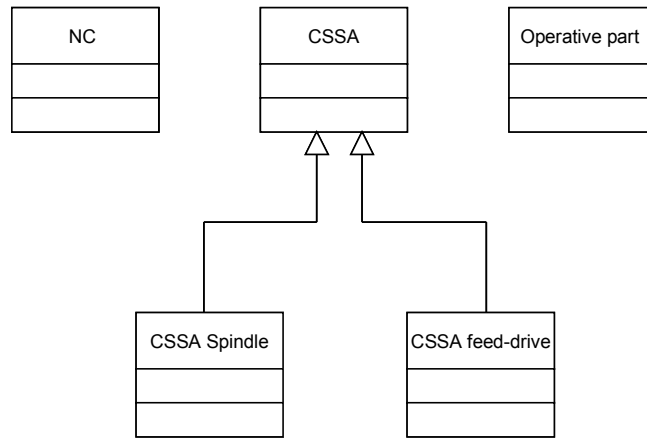 NC
CSSA
Operative part
CSSA Spindle
CSSA feed-drive